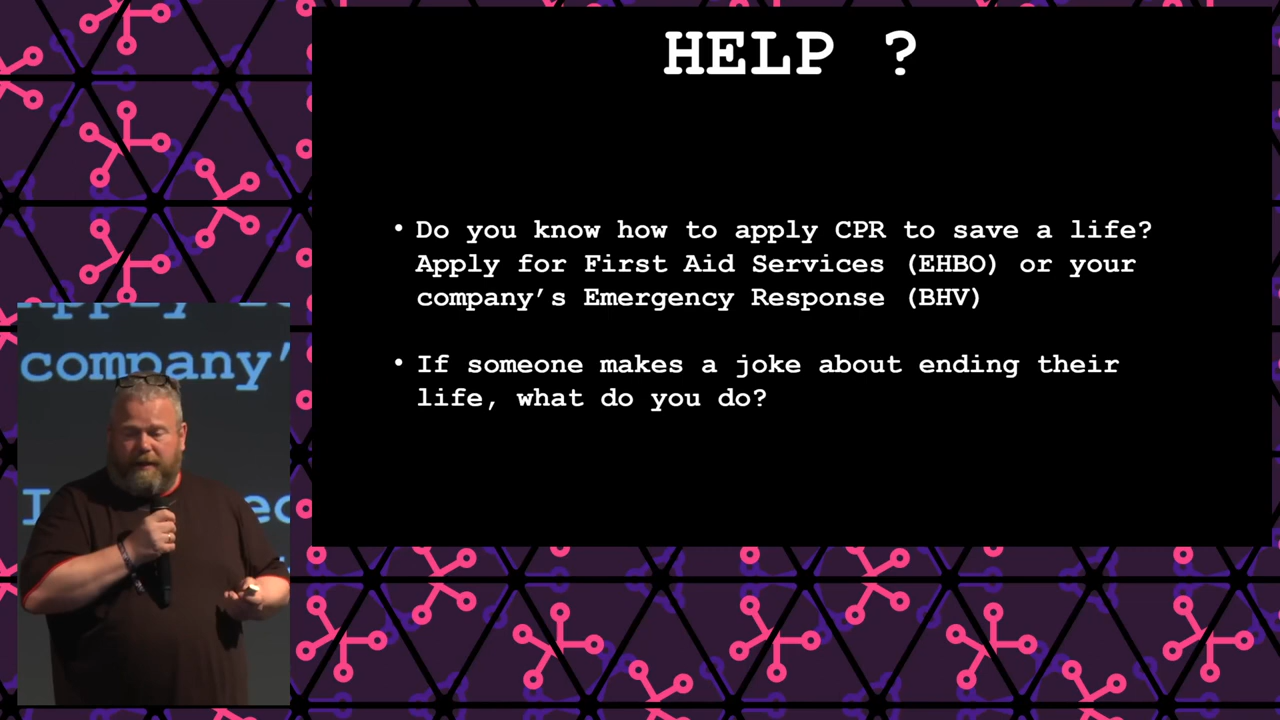 HELP ?
• Do you know how to apply CPR to save a life?
Apply for First Aid Services (EHBO) or your
company’s Emergency Response (BHV)
• If someone makes a joke about ending their
life, what do you do?
company’